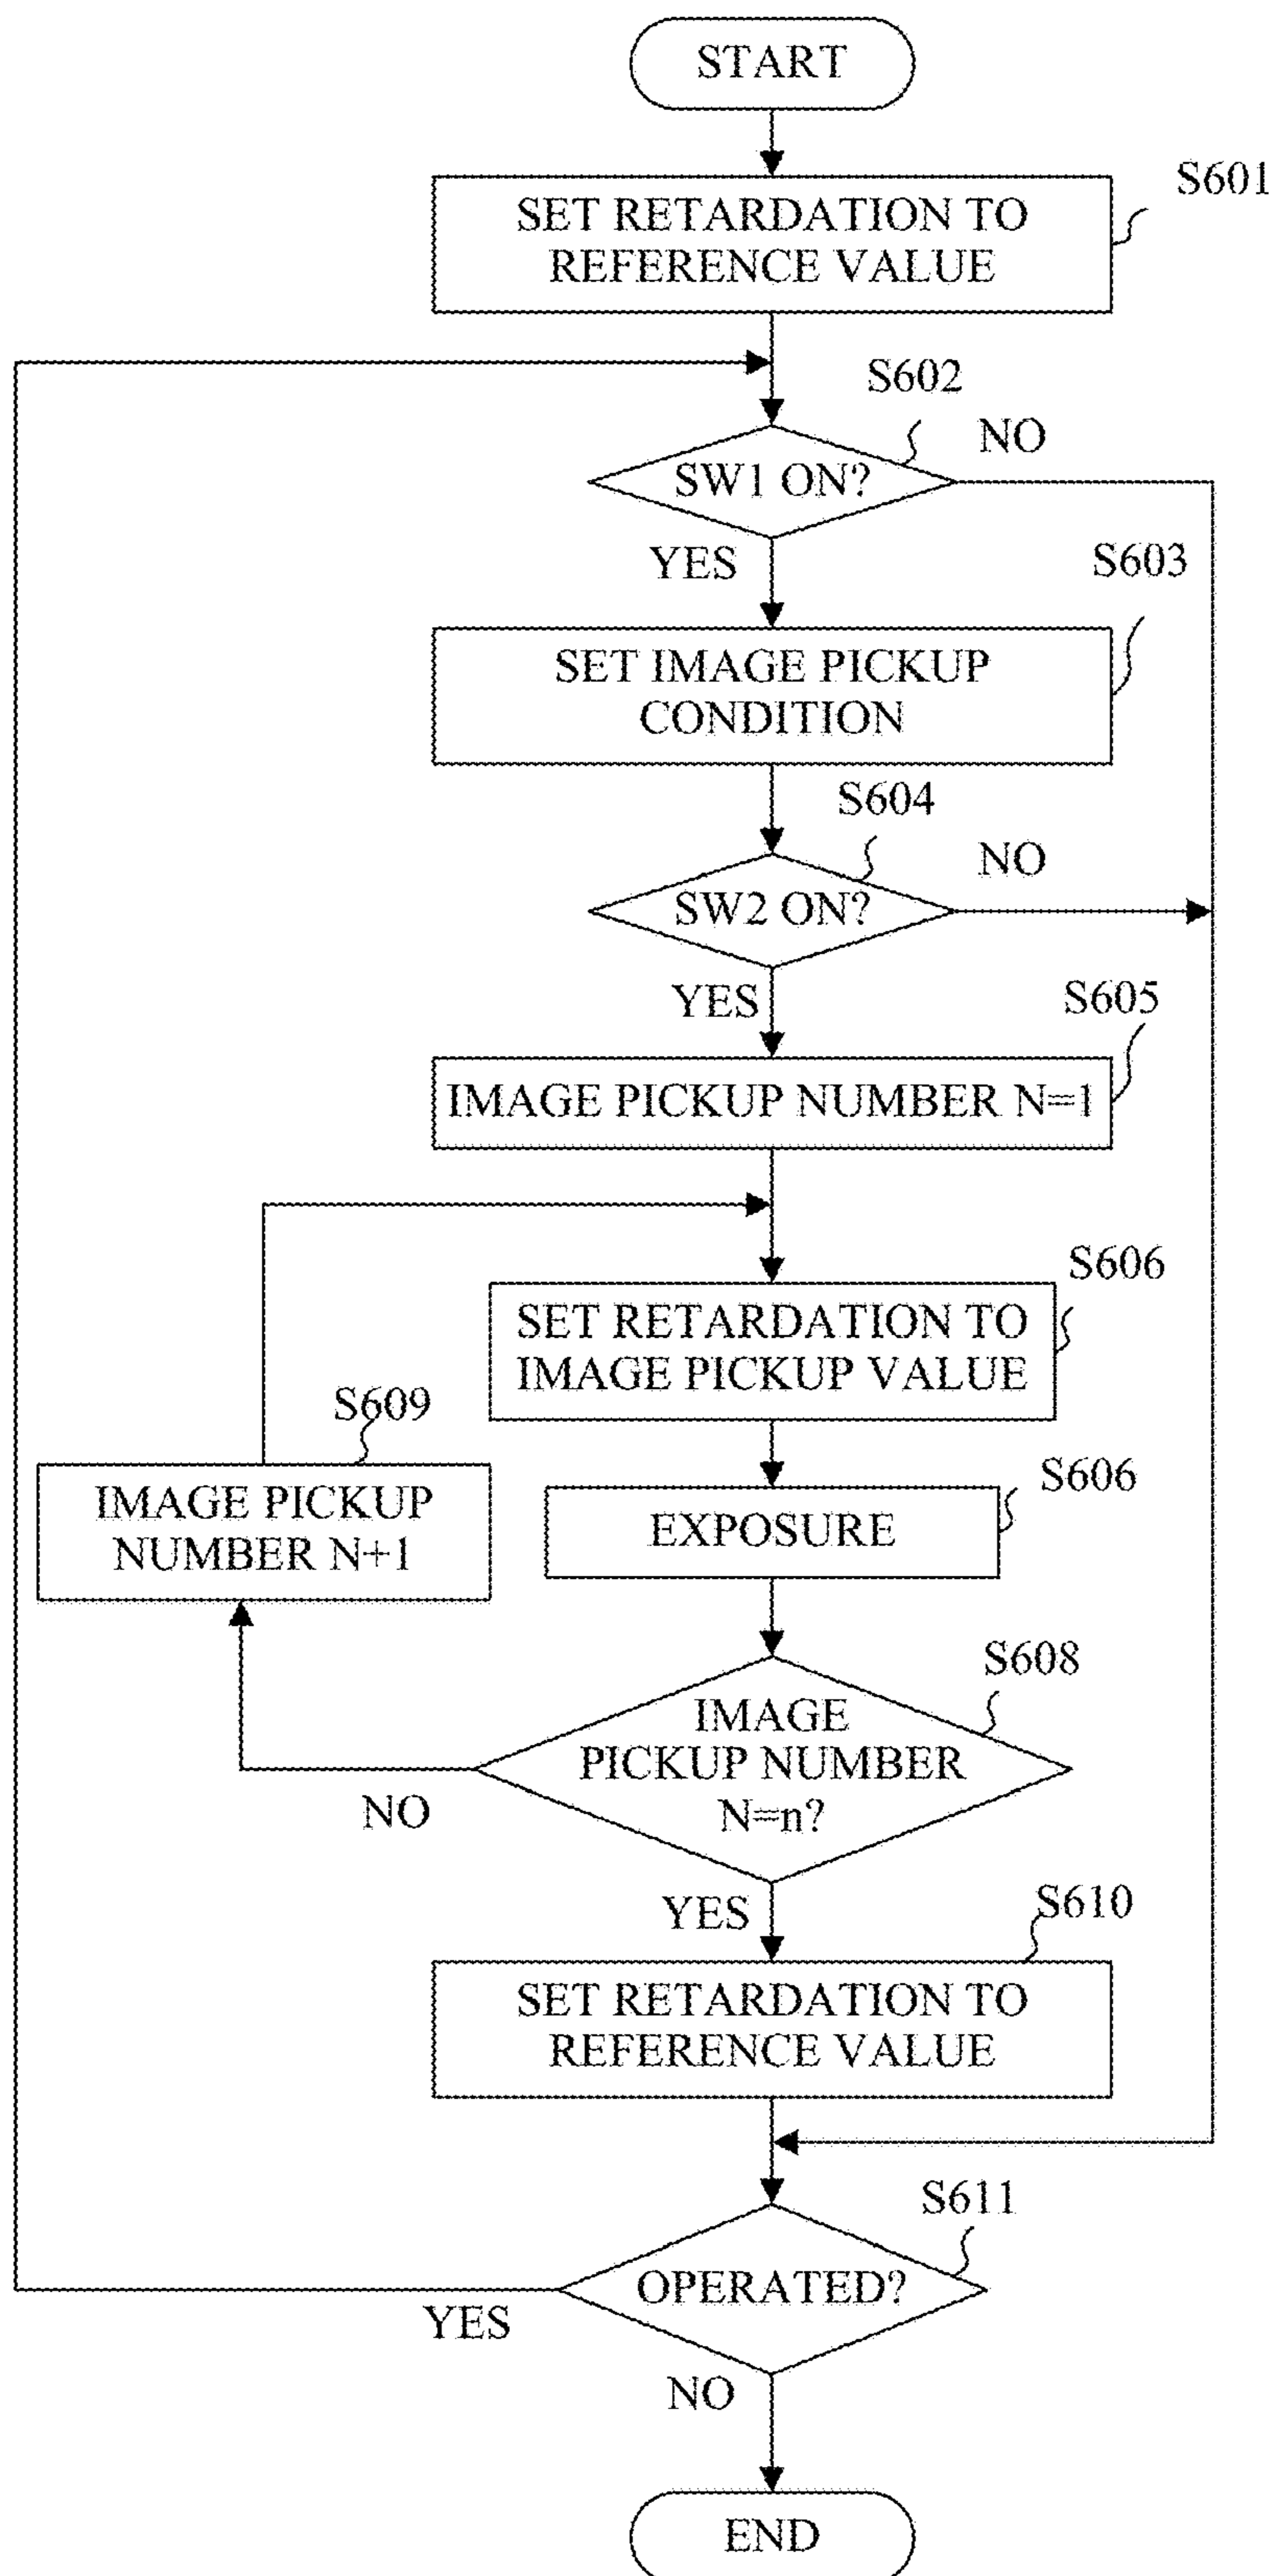 START
S601
SET RETARDATION TO
REFERENCE VALUE
S602
SW1 ON?
NO
YES
S603
SET IMAGE PICKUP
CONDITION
S604
SW2 ON?
NO
YES
S605
IMAGE PICKUP NUMBER N=1
S606
SET RETARDATION TO
IMAGE PICKUP VALUE
S609
IMAGE PICKUP
NUMBER N+1
S606
EXPOSURE
S608
IMAGE
PICKUP NUMBER
N=n?
NO
YES
S610
SET RETARDATION TO
REFERENCE VALUE
S611
OPERATED?
YES
NO
END